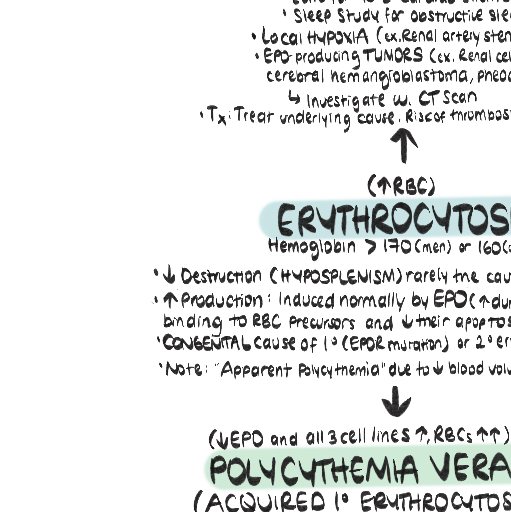 • Sleep Study for obstructive
• Local HYPOXIA (ex. Renal artery
• EPO-producing TUMORS (ex. Renal
cerebral hemangioblastoma,
↳ Investigate w. CT Scan
• Tx: Treat underlying cause. Risk of
↑
(↑RBC)
ERYTHROCYTOS
Hemoglobin > 170 (men) or 160
• ↓ Destruction (HYPOSPLENISM) rarely the
• ↑ Production: Induced normally by EPO (↑
binding to RBC Precursors and ↓ their
• CONGENITAL cause of 1° (EPOR mutation) or 2°
• Note: "Apparent Polycythemia" due to ↓ blood
↓
(↓EPO and all 3 cell lines ↑, RBCs ↑↑)
POLYCYTHEMIA VERA
(ACQUIRED 1° ERYTHROCYTOS